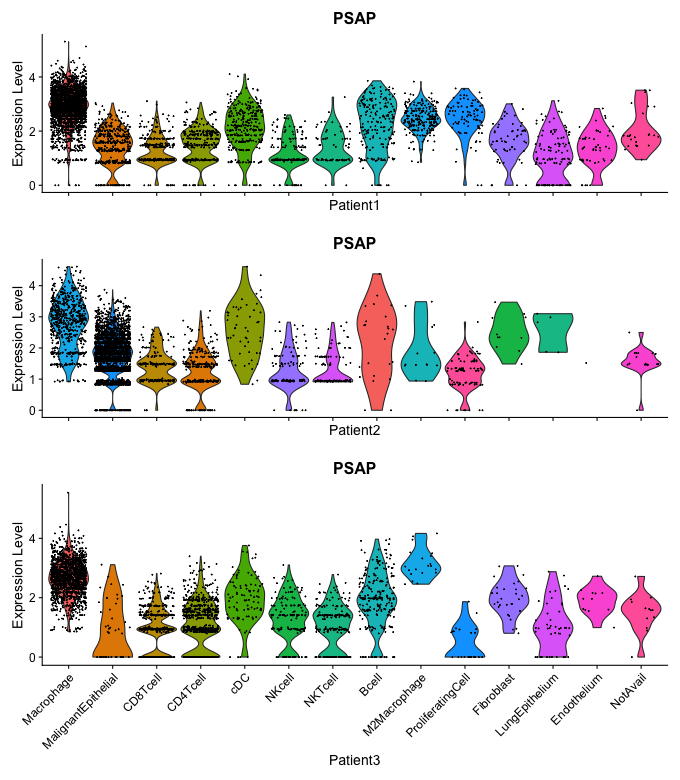 PSAP
Expression Level
4
2
0
Patient1
PSAP
Expression Level
4
3
2
1
0
Patient2
PSAP
Expression Level
4
2
0
Macrophage
MalignantEpithelial
CD8Tcell
CD4Tcell
cDC
NKcell
NKTcell
Bcell
M2Macrophage
ProliferatingCell
Fibroblast
LungEpithelium
Endothelium
NotAvail
Patient3